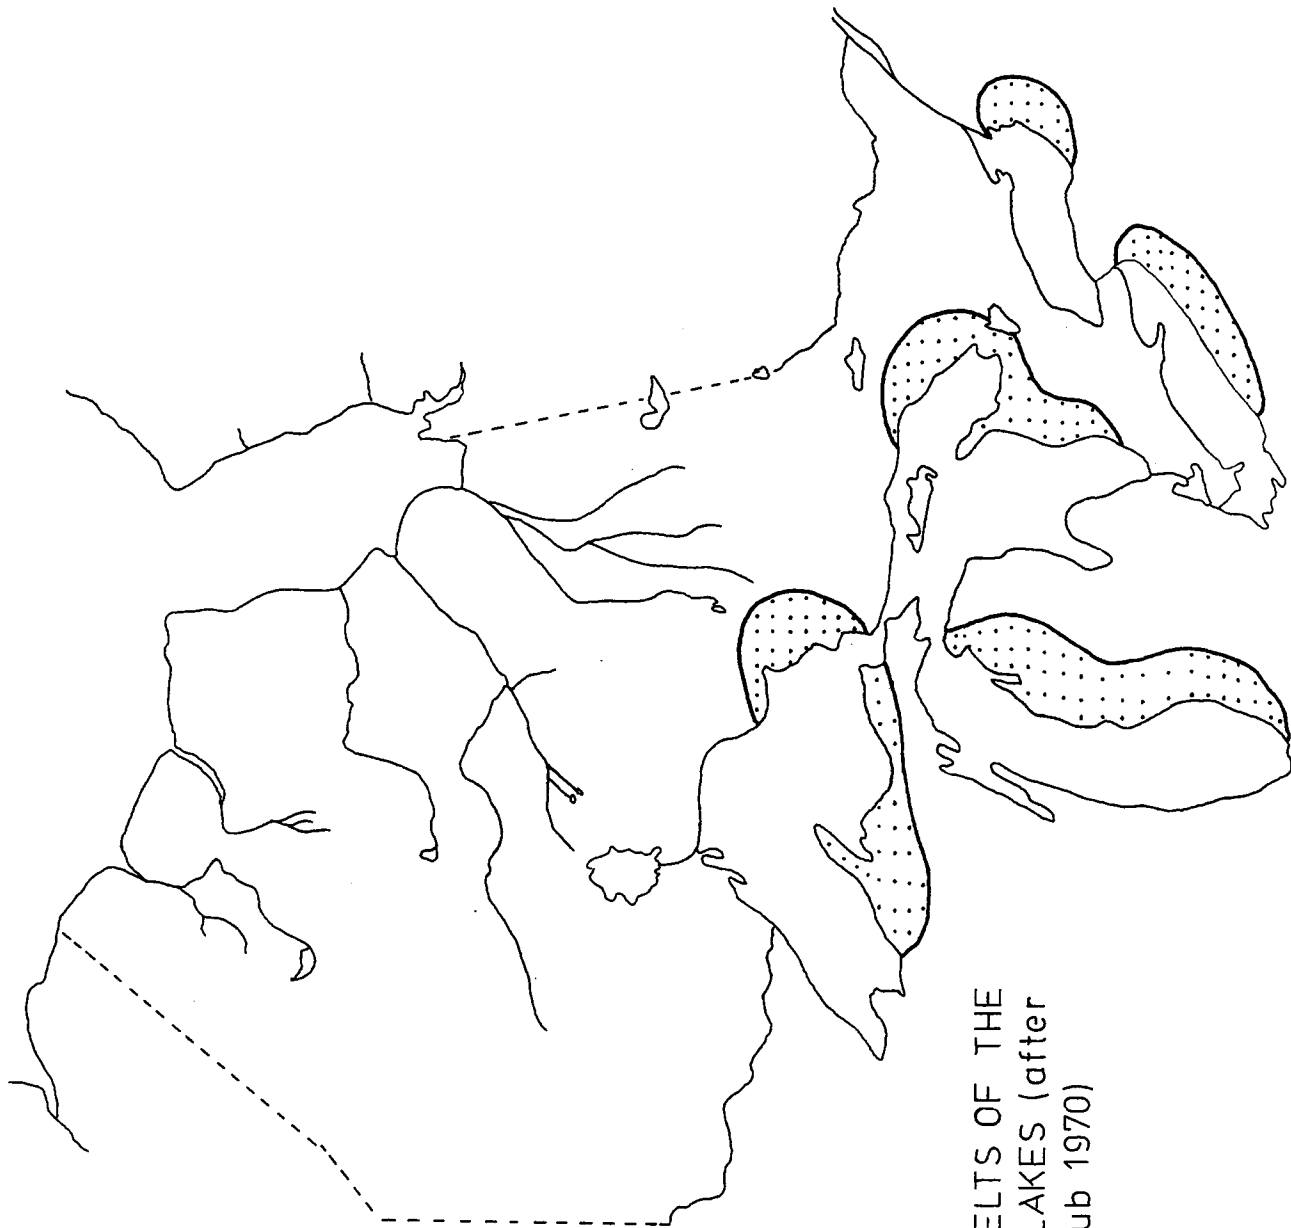 ELTS OF THE
AKES (after
ub 1970)